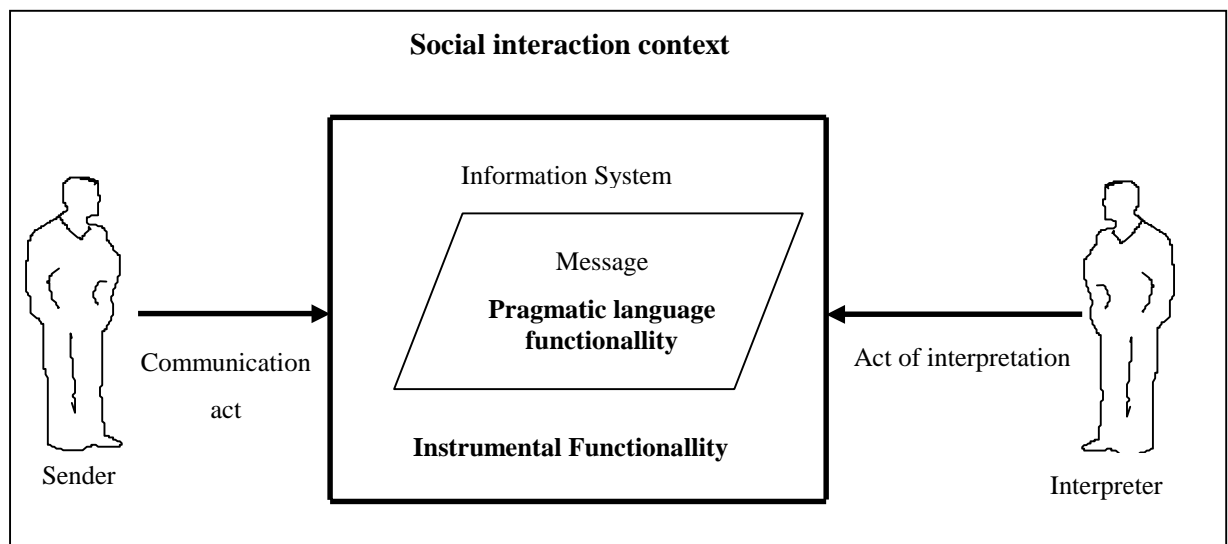 Social interaction context
Information System
Message
Pragmatic language
functionallity
Communication
act
Act of interpretation
Instrumental Functionallity
Sender
Interpreter